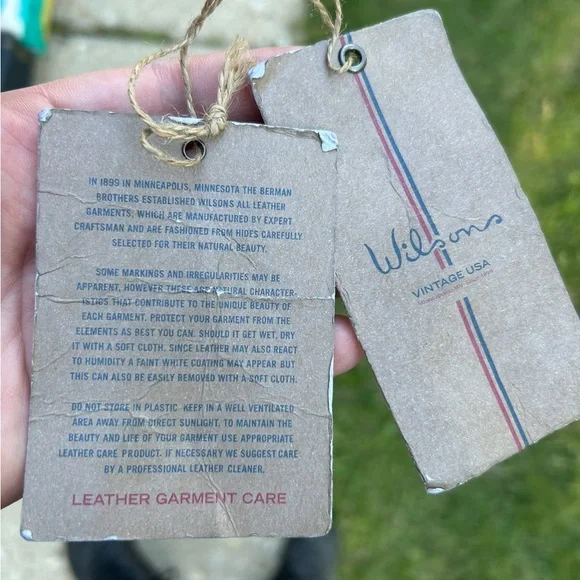 IN 1899 IN MINNEAPOLIS, MINNESOTA THE BERMAN
BROTHERS ESTABLISHED WILSONS ALL LEATHER
GARMENTS, WHICH ARE MANUFACTURED BY EXPERT
CRAFTSMAN AND ARE FASHIONED FROM HIDES CAREFULLY
SELECTED FOR THEIR NATURAL BEAUTY.
SOME MARKINGS AND IRREGULARITIES MAY BE
APPARENT, HOWEVER THESE ARE NATURAL CHARACTER-
ISTICS THAT CONTRIBUTE TO THE UNIQUE BEAUTY OF
EACH GARMENT. PROTECT YOUR GARMENT FROM THE
ELEMENTS AS BEST YOU CAN. SHOULD IT GET WET, DRY
IT WITH A SOFT CLOTH. SINCE LEATHER MAY ALSO REACT
TO HUMIDITY A FAINT WHITE COATING MAY APPEAR BUT
THIS CAN ALSO BE EASILY REMOVED WITH A SOFT CLOTH.
DO NOT STORE IN PLASTIC. KEEP IN A WELL VENTILATED
AREA AWAY FROM DIRECT SUNLIGHT. TO MAINTAIN THE
BEAUTY AND LIFE OF YOUR GARMENT USE APPROPRIATE
LEATHER CARE PRODUCT. IF NECESSARY WE SUGGEST CARE
BY A PROFESSIONAL LEATHER CLEANER.
LEATHER GARMENT CARE
Wilsons
VINTAGE USA